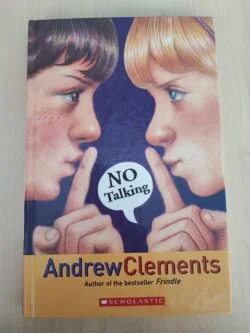 NO
Talking
AndrewClements
Author of the bestseller Frindle
SCHOLASTIC